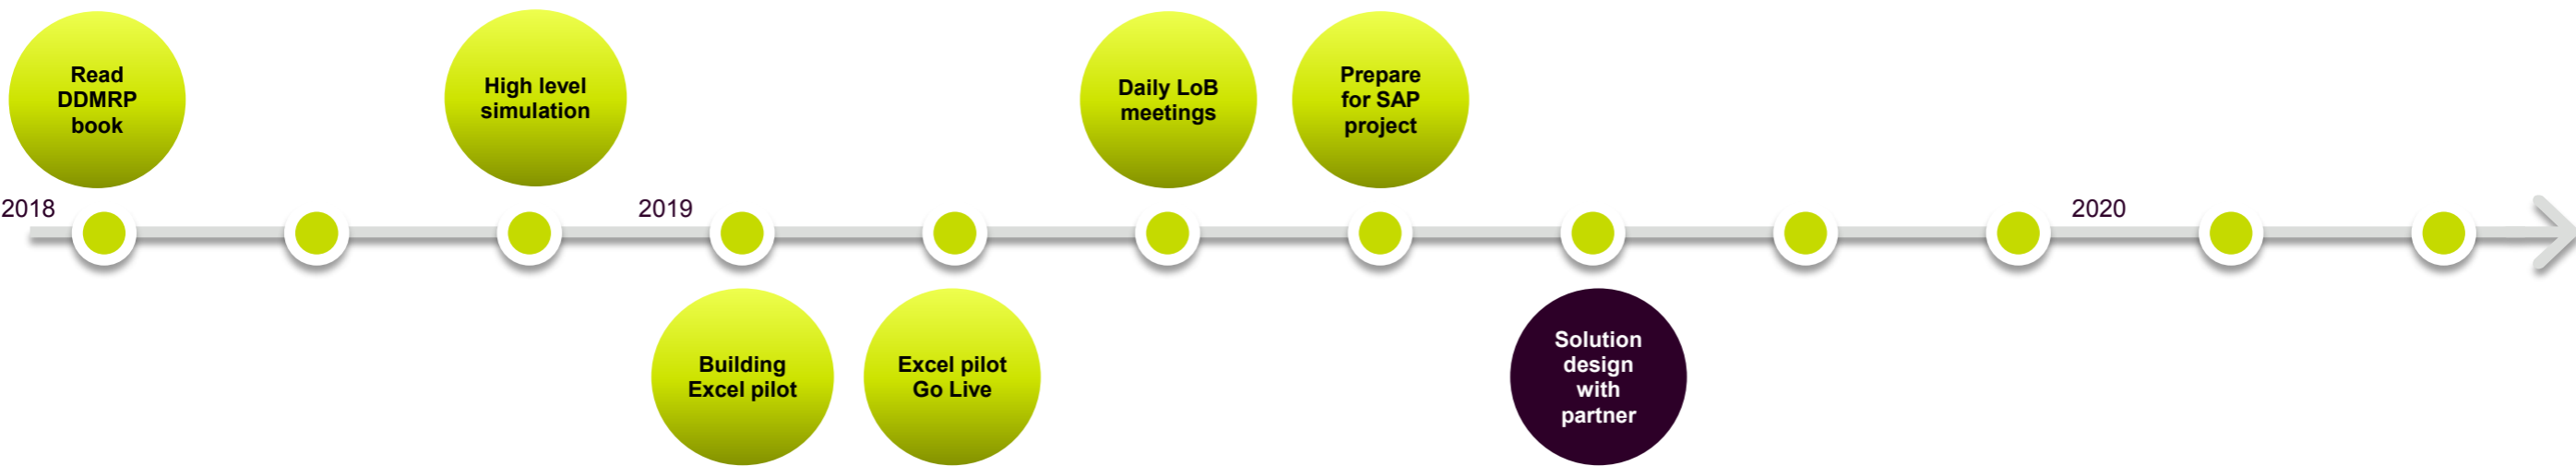 Read
DDMRP
book
High level
simulation
Daily LoB
meetings
Prepare
for SAP
project
2018
2019
2020
Building
Excel pilot
Excel pilot
Go Live
Solution
design
with
partner